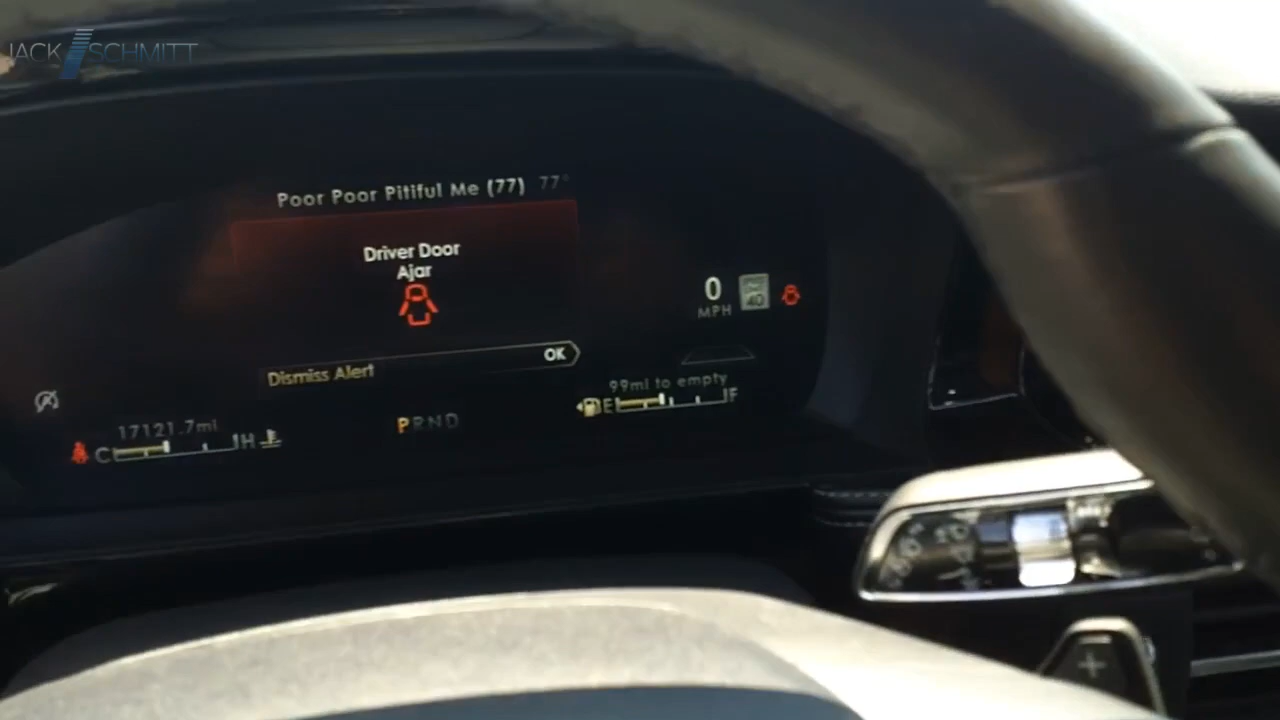 JACK SCHMITT
Poor Poor Pitiful Me (77) 77°
Driver Door
Ajar
0
MPH
40
OK
Dismiss Alert
99mi to empty
E F
17121.7mi
C H
PRND